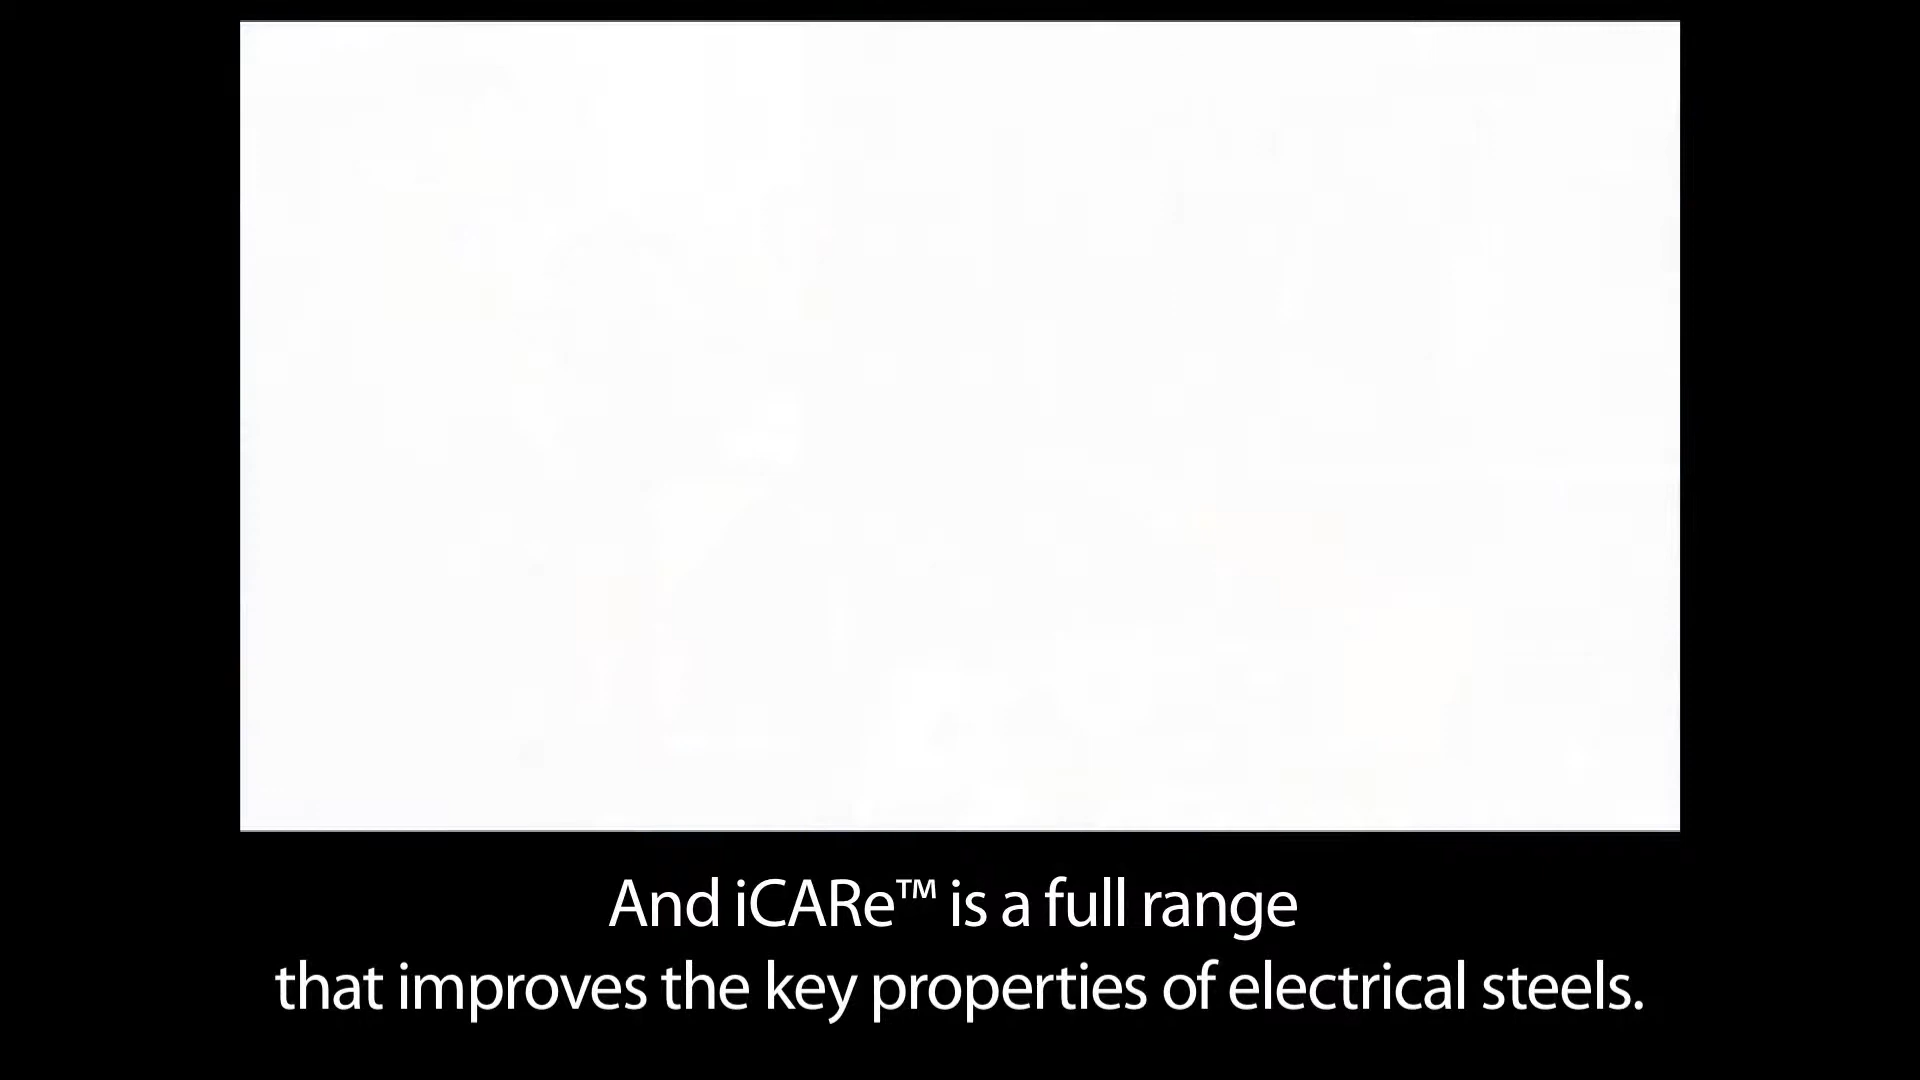 And iCARe™ is a full range
that improves the key properties of electrical steels.